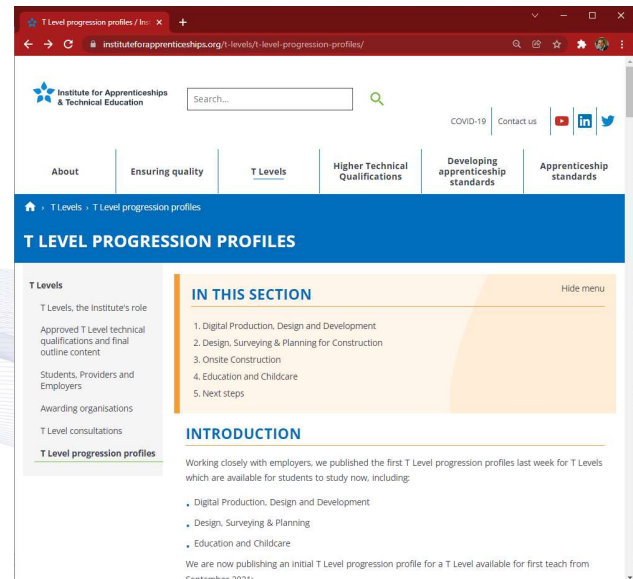 T Level progression profiles / Ins
instituteforapprenticeships.org/t-levels/t-level-progression-profiles/
Institute for Apprenticeships
& Technical Education
Search...
COVID-19
Contact us
About
Ensuring quality
T Levels
Higher Technical
Qualifications
Developing
apprenticeship
standards
Apprenticeship
standards
T Levels › T Level progression profiles
T LEVEL PROGRESSION PROFILES
T Levels
T Levels, the Institute's role
Approved T Level technical
qualifications and final
outline content
Students, Providers and
Employers
Awarding organisations
T Level consultations
T Level progression profiles
IN THIS SECTION
Hide menu
1. Digital Production, Design and Development
2. Design, Surveying & Planning for Construction
3. Onsite Construction
4. Education and Childcare
5. Next steps
INTRODUCTION
Working closely with employers, we published the first T Level progression profiles last week for T Levels
which are available for students to study now, including:
Digital Production, Design and Development
Design, Surveying & Planning
Education and Childcare
We are now publishing an initial T Level progression profile for a T Level available for first teach from
September 2021: